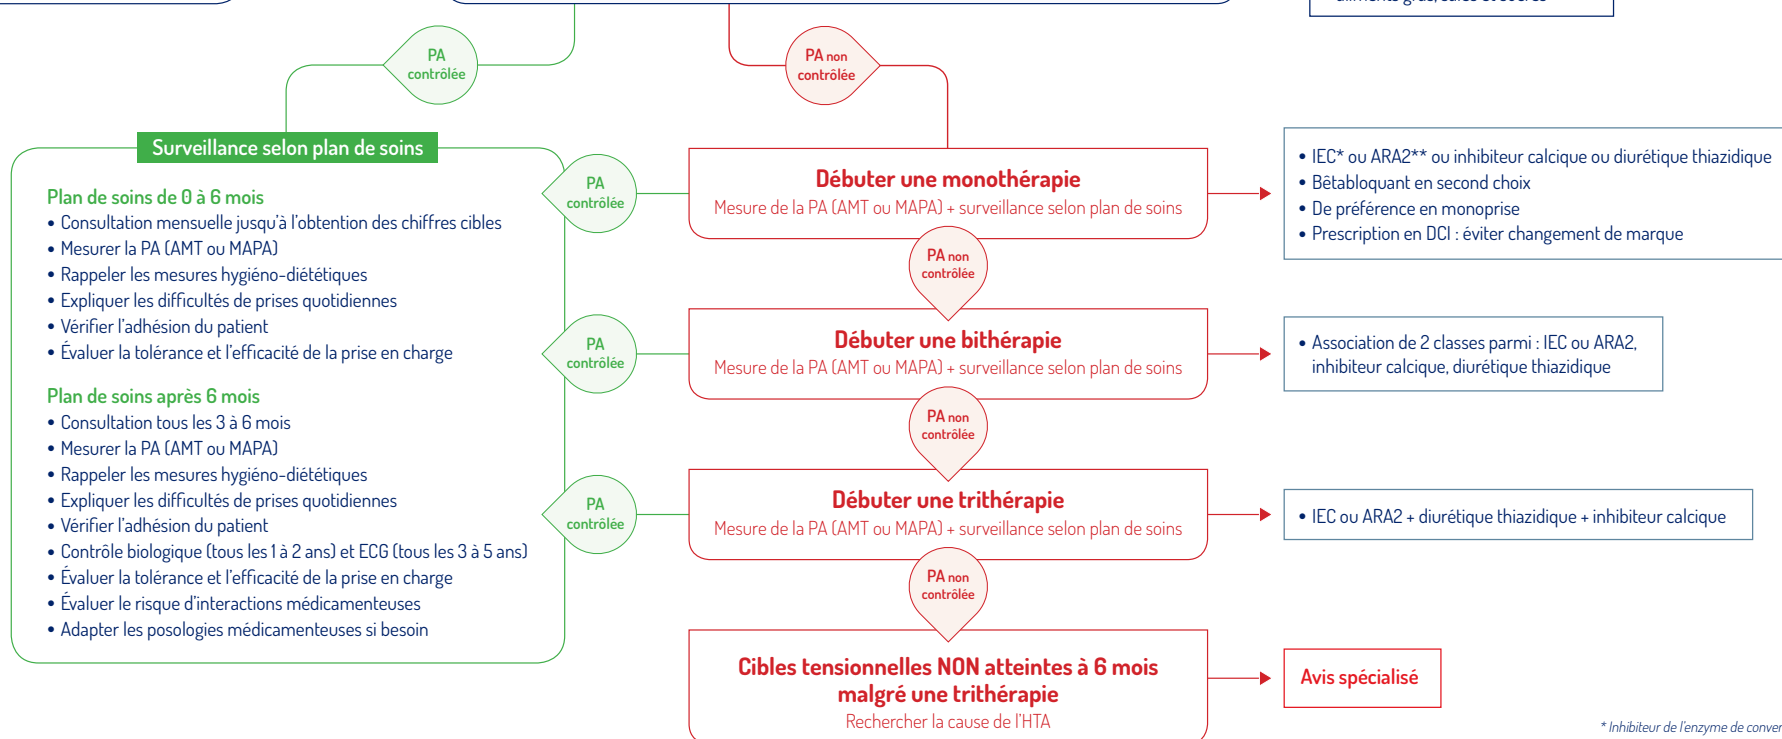 aliments gras, salés et sucrés
PA
contrôlée
PA non
contrôlée
Surveillance selon plan de soins
Plan de soins de 0 à 6 mois
• Consultation mensuelle jusqu’à l’obtention des chiffres cibles
• Mesurer la PA (AMT ou MAPA)
• Rappeler les mesures hygiéno-diététiques
• Expliquer les difficultés de prises quotidiennes
• Vérifier l’adhésion du patient
• Évaluer la tolérance et l’efficacité de la prise en charge
Plan de soins après 6 mois
• Consultation tous les 3 à 6 mois
• Mesurer la PA (AMT ou MAPA)
• Rappeler les mesures hygiéno-diététiques
• Expliquer les difficultés de prises quotidiennes
• Vérifier l’adhésion du patient
• Contrôle biologique (tous les 1 à 2 ans) et ECG (tous les 3 à 5 ans)
• Évaluer la tolérance et l’efficacité de la prise en charge
• Évaluer le risque d’interactions médicamenteuses
• Adapter les posologies médicamenteuses si besoin
PA
contrôlée
Débuter une monothérapie
Mesure de la PA (AMT ou MAPA) + surveillance selon plan de soins
• IEC* ou ARA2** ou inhibiteur calcique ou diurétique thiazidique
• Bêtabloquant en second choix
• De préférence en monoprise
• Prescription en DCI : éviter changement de marque
PA non
contrôlée
PA
contrôlée
Débuter une bithérapie
Mesure de la PA (AMT ou MAPA) + surveillance selon plan de soins
• Association de 2 classes parmi : IEC ou ARA2,
inhibiteur calcique, diurétique thiazidique
PA non
contrôlée
PA
contrôlée
Débuter une trithérapie
Mesure de la PA (AMT ou MAPA) + surveillance selon plan de soins
• IEC ou ARA2 + diurétique thiazidique + inhibiteur calcique
PA non
contrôlée
Cibles tensionnelles NON atteintes à 6 mois
malgré une trithérapie
Rechercher la cause de l’HTA
Avis spécialisé
* Inhibiteur de l’enzyme de conver